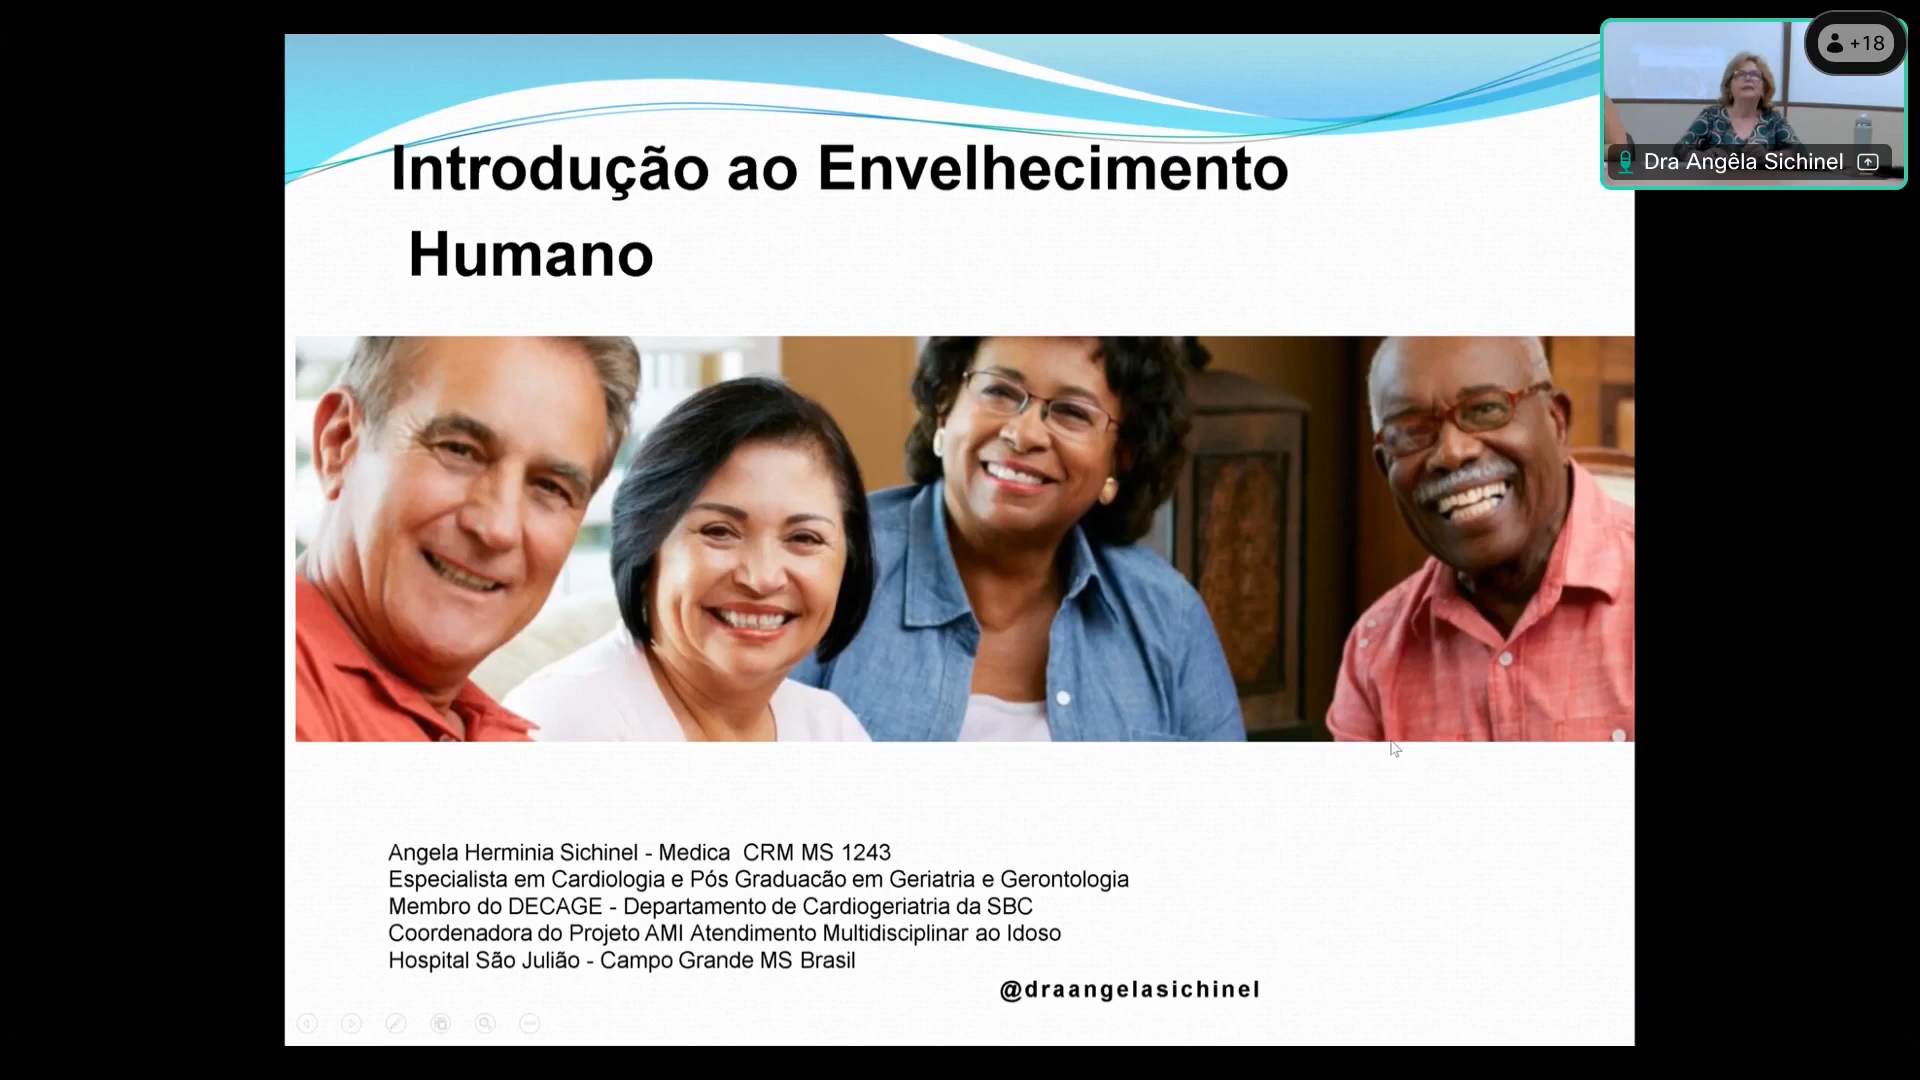 +18
Dra Angêla Sichinel
Introdução ao Envelhecimento
Humano
Angela Herminia Sichinel - Medica CRM MS 1243
Especialista em Cardiologia e Pós Graduacão em Geriatria e Gerontologia
Membro do DECAGE - Departamento de Cardiogeriatria da SBC
Coordenadora do Projeto AMI Atendimento Multidisciplinar ao Idoso
Hospital São Julião - Campo Grande MS Brasil
@draangelasichinel